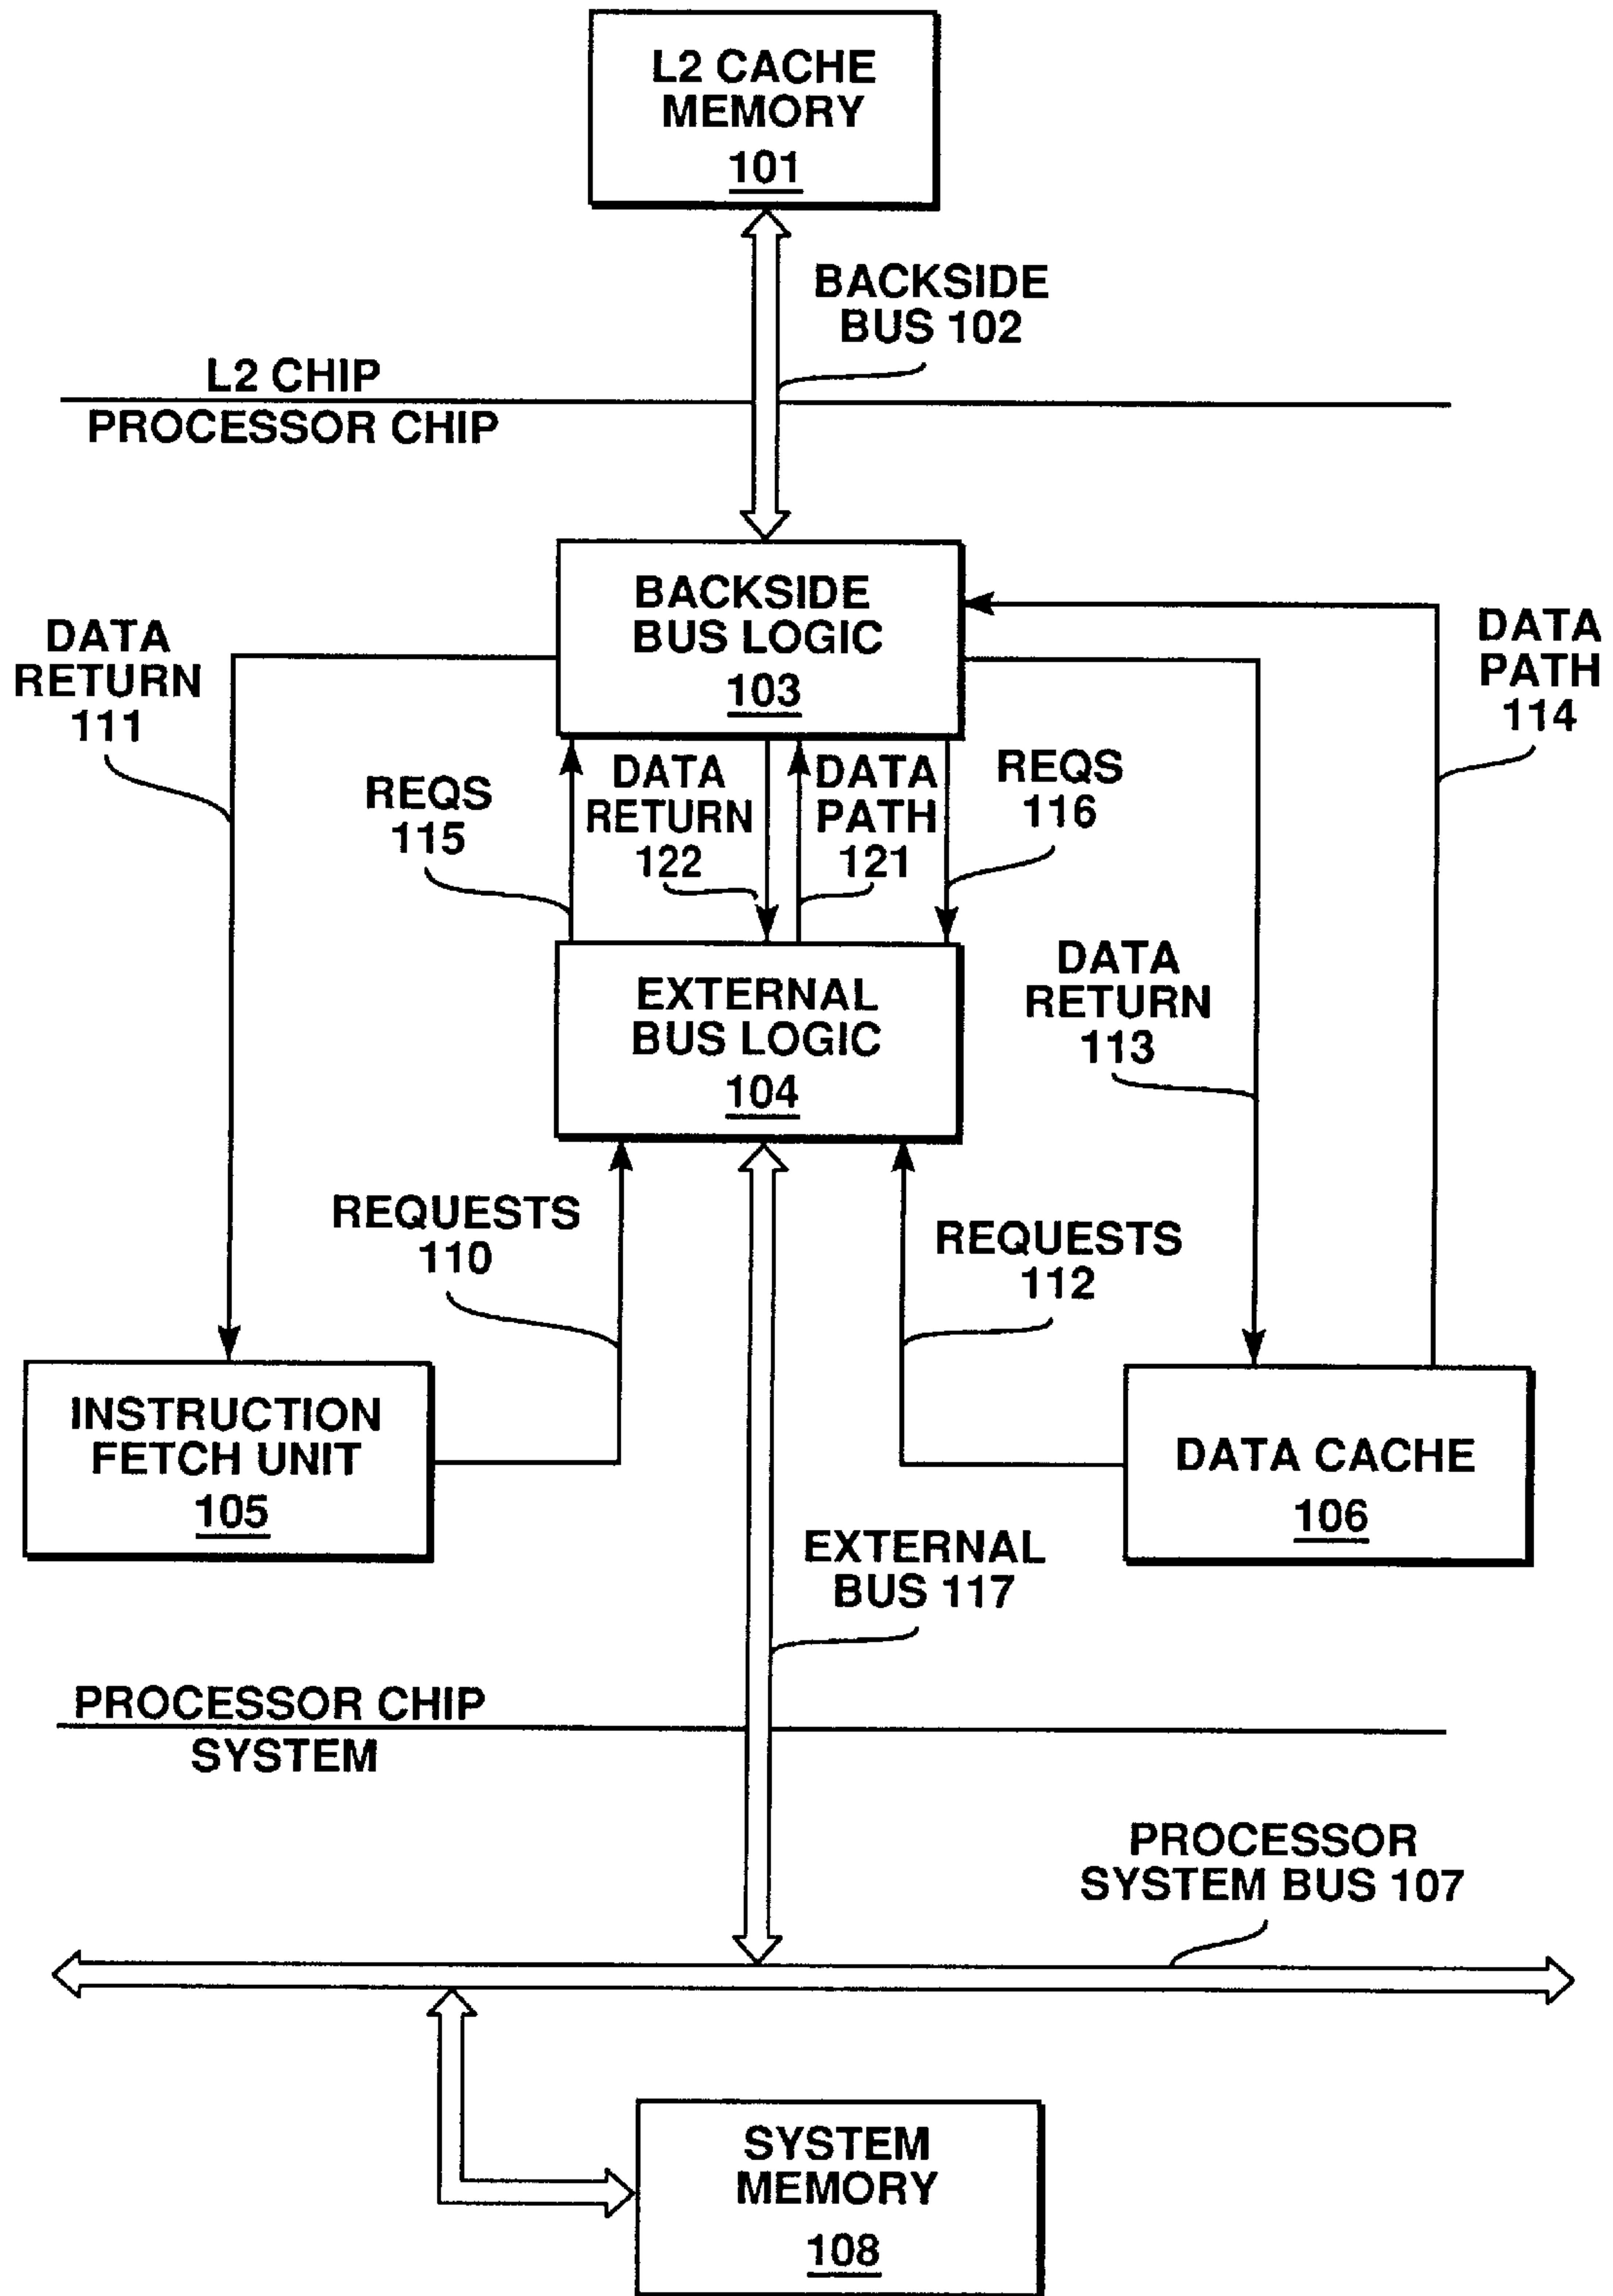 L2 CACHE
MEMORY
101
BACKSIDE
BUS 102
L2 CHIP
PROCESSOR CHIP
BACKSIDE
BUS LOGIC
103
DATA
RETURN
111
DATA
PATH
114
REQS
115
DATA
RETURN
122
DATA
PATH
121
REQS
116
EXTERNAL
BUS LOGIC
104
DATA
RETURN
113
REQUESTS
110
REQUESTS
112
INSTRUCTION
FETCH UNIT
105
DATA CACHE
106
EXTERNAL
BUS 117
PROCESSOR CHIP
SYSTEM
PROCESSOR
SYSTEM BUS 107
SYSTEM
MEMORY
108